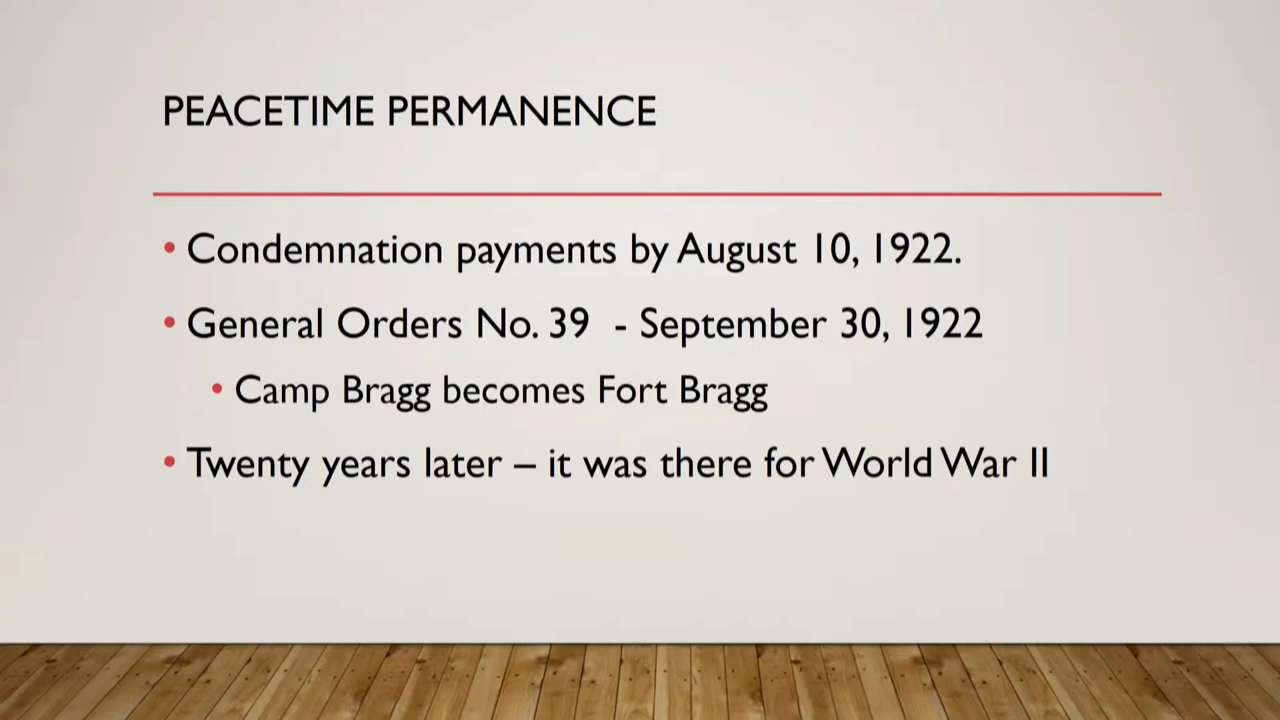 PEACETIME PERMANENCE
• Condemnation payments by August 10, 1922.
• General Orders No. 39  - September 30, 1922
• Camp Bragg becomes Fort Bragg
• Twenty years later – it was there for World War II